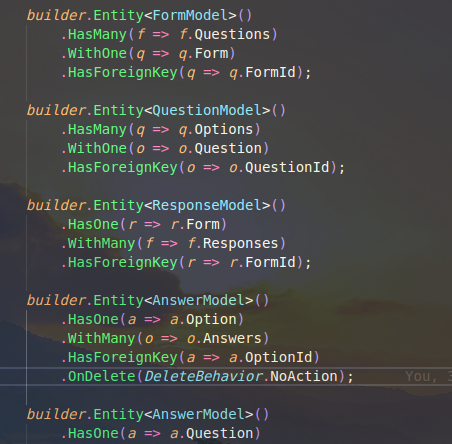 builder.Entity<FormModel>()
.HasMany(f => f.Questions)
.WithOne(q => q.Form)
.HasForeignKey(q => q.FormId);
builder.Entity<QuestionModel>()
.HasMany(q => q.Options)
.WithOne(o => o.Question)
.HasForeignKey(o => o.QuestionId);
builder.Entity<ResponseModel>()
.HasOne(r => r.Form)
.WithMany(f => f.Responses)
.HasForeignKey(r => r.FormId);
builder.Entity<AnswerModel>()
.HasOne(a => a.Option)
.WithMany(o => o.Answers)
.HasForeignKey(a => a.OptionId)
.OnDelete(DeleteBehavior.NoAction); You, 3
builder.Entity<AnswerModel>()
.HasOne(a => a.Question)